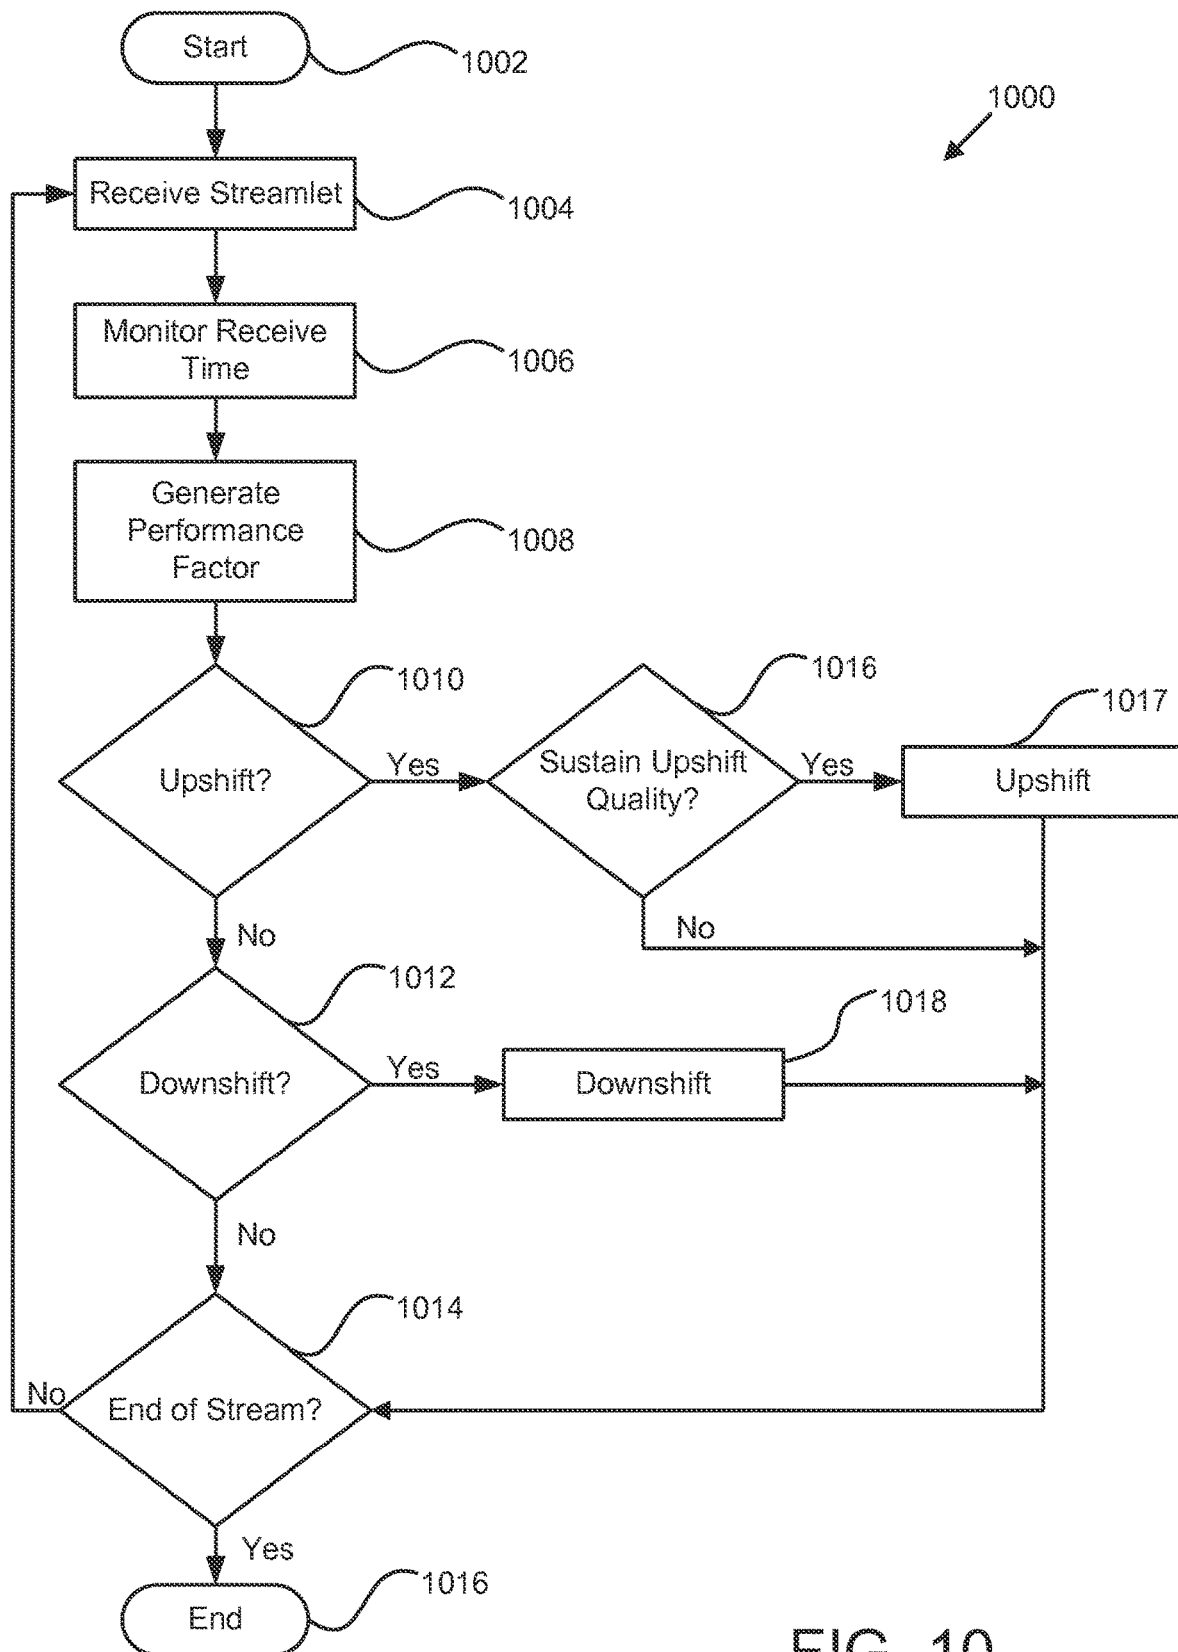 Start
1002
1000
Receive Streamlet
1004
Monitor Receive
Time
1006
Generate
Performance
Factor
1008
1010
Upshift?
Yes
1016
Sustain Upshift
Quality?
Yes
1017
Upshift
No
No
1012
Downshift?
Yes
1018
Downshift
No
1014
End of Stream?
No
Yes
1016
End
FIG. 10